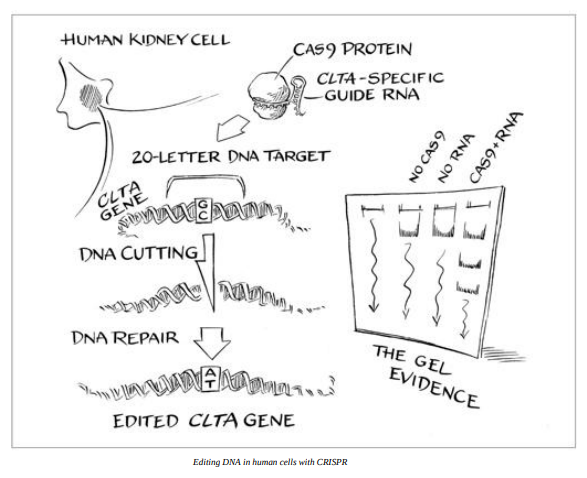 HUMAN KIDNEY CELL
CAS9 PROTEIN
CLTA-SPECIFIC
GUIDE RNA
20-LETTER DNA TARGET
CLTA
GENE
G
C
DNA CUTTING
DNA REPAIR
A
T
EDITED CLTA GENE
NO CAS9
NO RNA
CAS9+RNA
THE GEL
EVIDENCE
Editing DNA in human cells with CRISPR